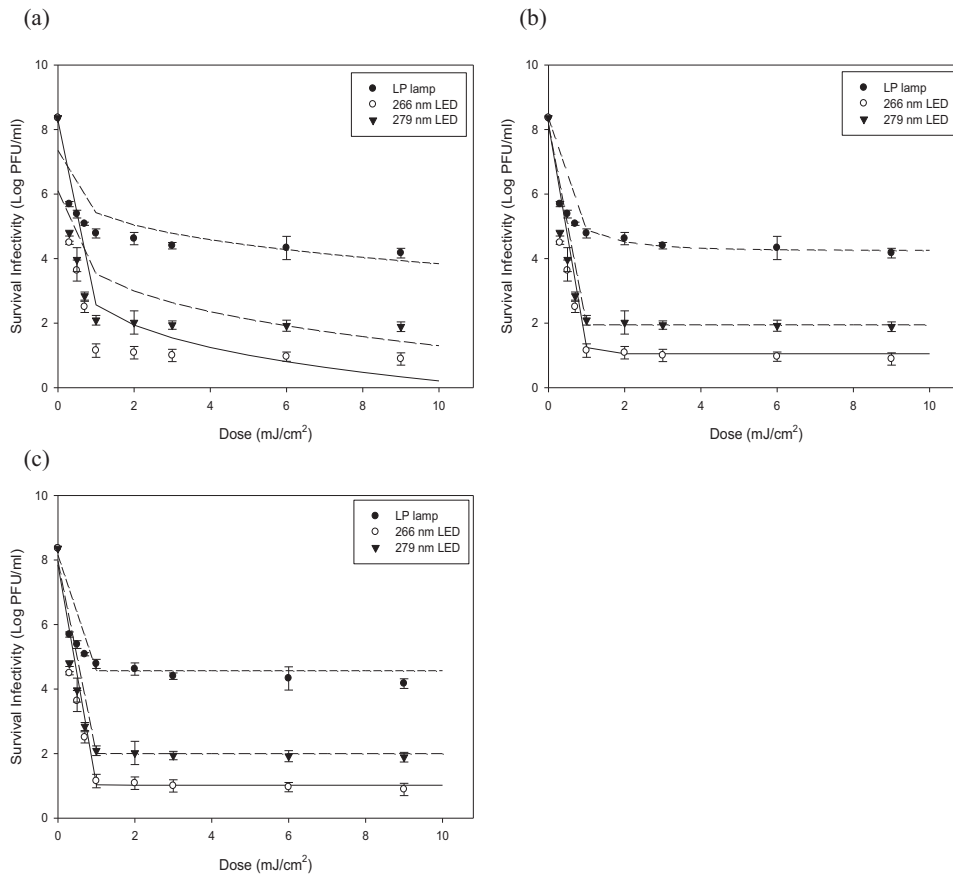 (a)
10
8
6
4
2
0
Survival Infectivity (Log PFU/ml)
LP lamp
266 nm LED
279 nm LED
0 2 4 6 8 10
Dose (mJ/cm²)
(b)
10
8
6
4
2
0
Survival Infectivity (Log PFU/ml)
LP lamp
266 nm LED
279 nm LED
0 2 4 6 8 10
Dose (mJ/cm²)
(c)
10
8
6
4
2
0
Survival Infectivity (Log PFU/ml)
LP lamp
266 nm LED
279 nm LED
0 2 4 6 8 10
Dose (mJ/cm²)